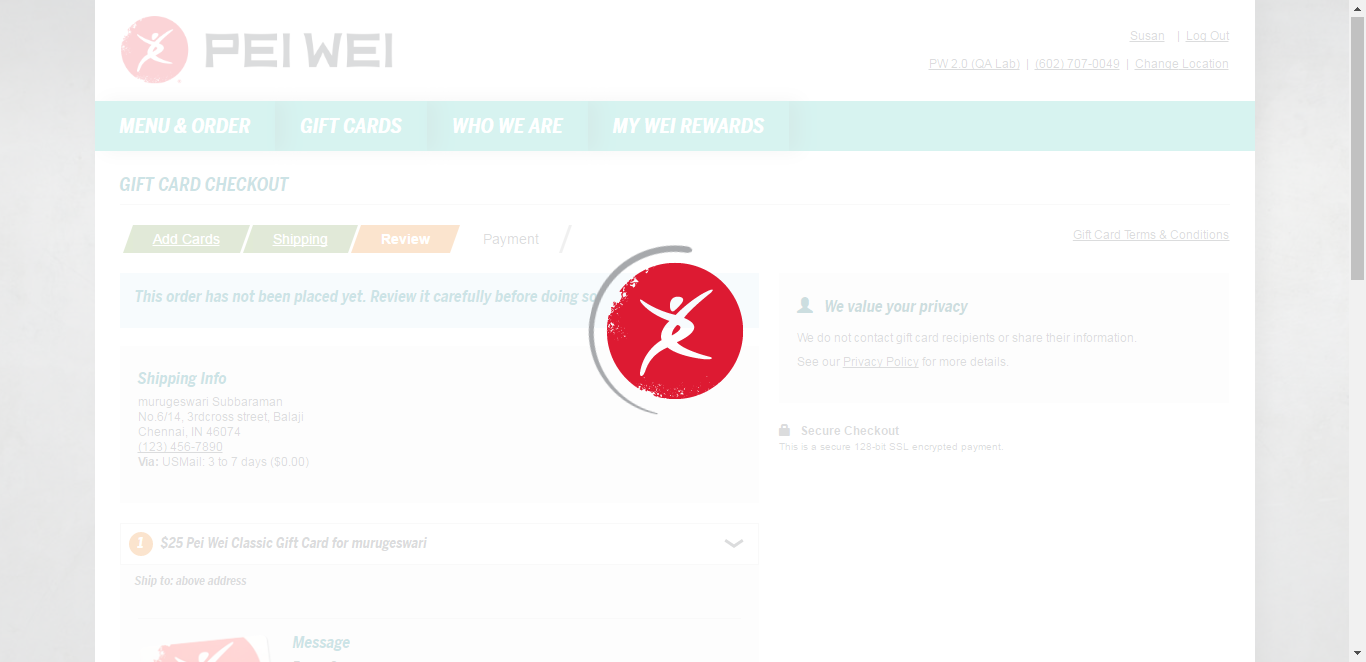 PEI WEI
Susan | Log Out
PW 2.0 (QA Lab) | (602) 707-0049 | Change Location
MENU & ORDER GIFT CARDS WHO WE ARE MY WEI REWARDS
GIFT CARD CHECKOUT
Add Cards Shipping Review Payment
Gift Card Terms & Conditions
This order has not been placed yet. Review it carefully before doing so
We value your privacy
We do not contact gift card recipients or share their information.
See our Privacy Policy for more details.
Shipping Info
murugeswari Subbaraman
No.6/14, 3rdcross street, Balaji
Chennai, IN 46074
(123) 456-7890
Via: USMail: 3 to 7 days ($0.00)
Secure Checkout
This is a secure 128-bit SSL encrypted payment.
1 $25 Pei Wei Classic Gift Card for murugeswari
Ship to: above address
Message